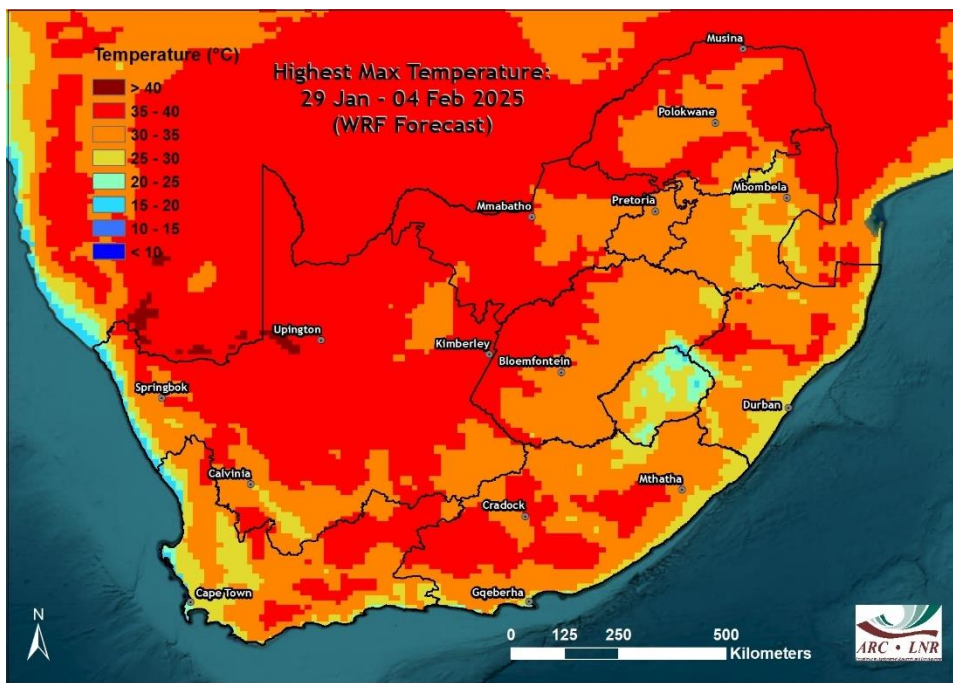 Temperature (°C)
> 40
35 - 40
30 - 35
25 - 30
20 - 25
15 - 20
10 - 15
< 10
Highest Max Temperature:
29 Jan - 04 Feb 2025
(WRF Forecast)
Musina
Polokwane
Mbombela
Pretoria
Mmabatho
Upington
Kimberley
Bloemfontein
Springbok
Durban
Calvinia
Mthatha
Cradock
Cape Town
Gqeberha
N
0 125 250 500
Kilometers
ARC • LNR